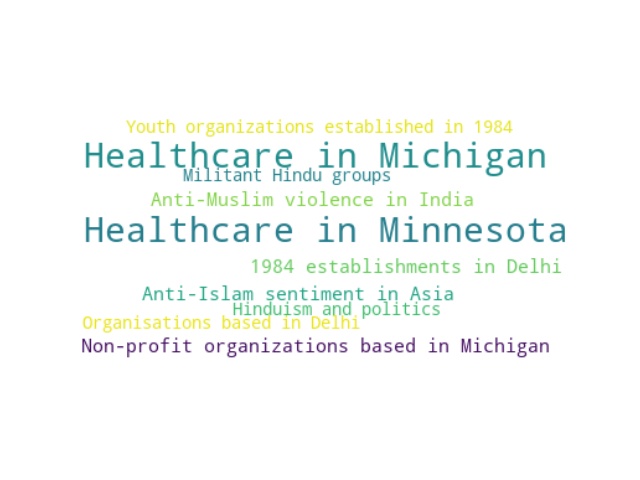 Youth organizations established in 1984
Healthcare in Michigan
Militant Hindu groups
Anti-Muslim violence in India
Healthcare in Minnesota
1984 establishments in Delhi
Anti-Islam sentiment in Asia
Hinduism and politics
Organisations based in Delhi
Non-profit organizations based in Michigan